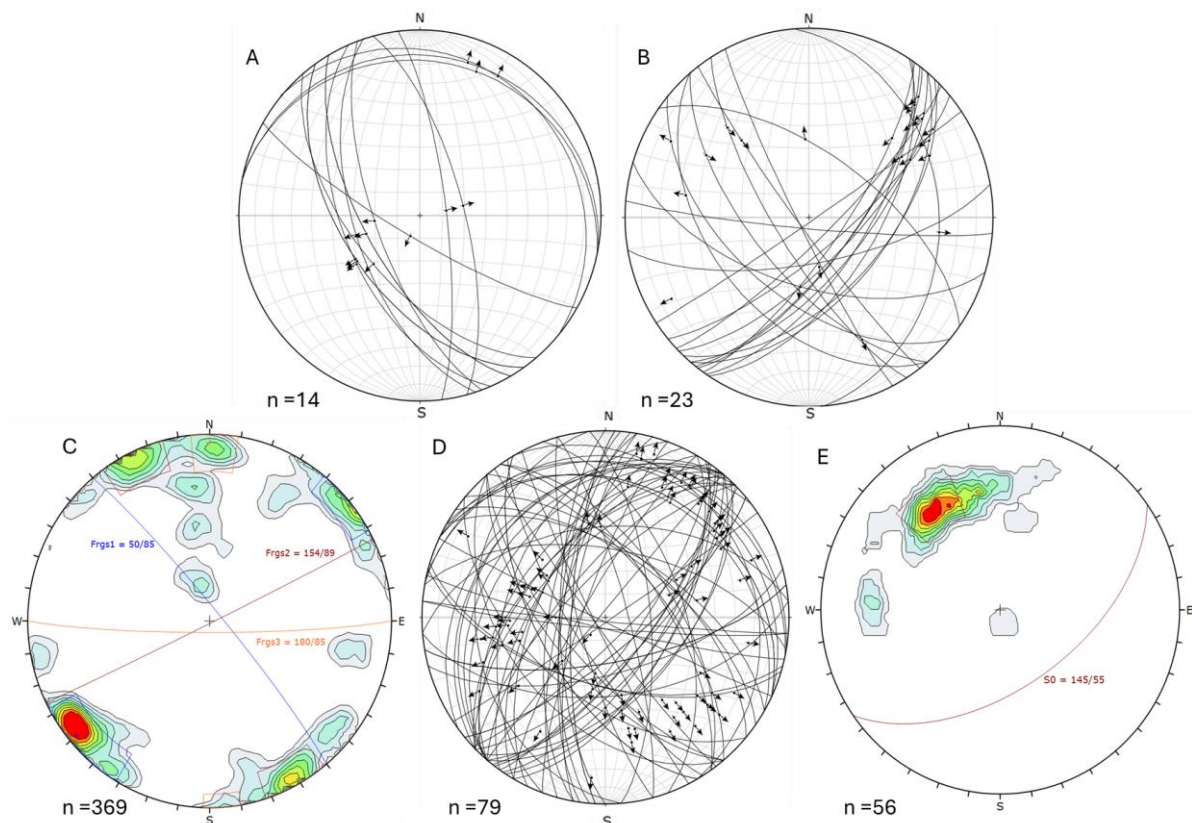 N
A
S
n =14
N
B
S
n =23
N
C
W
E
Frgs1 = 50/85
Frgs2 = 154/89
Frgs3 = 180/85
S
n =369
N
D
S
n =79
N
E
W
E
S0 = 145/55
S
n =56